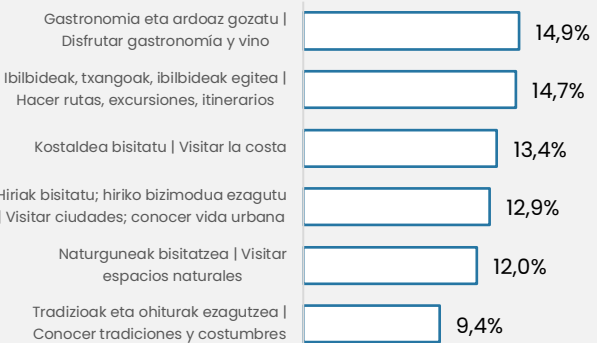 Gastronomia eta ardoaz gozatu |
Disfrutar gastronomía y vino
14,9%
Ibilbideak, txangoak, ibilbideak egitea |
Hacer rutas, excursiones, itinerarios
14,7%
Kostaldea bisitatu | Visitar la costa
13,4%
Hiriak bisitatu; hiriko bizimodua ezagutu
| Visitar ciudades; conocer vida urbana
12,9%
Naturguneak bisitatzea | Visitar
espacios naturales
12,0%
Tradizioak eta ohiturak ezagutzea |
Conocer tradiciones y costumbres
9,4%